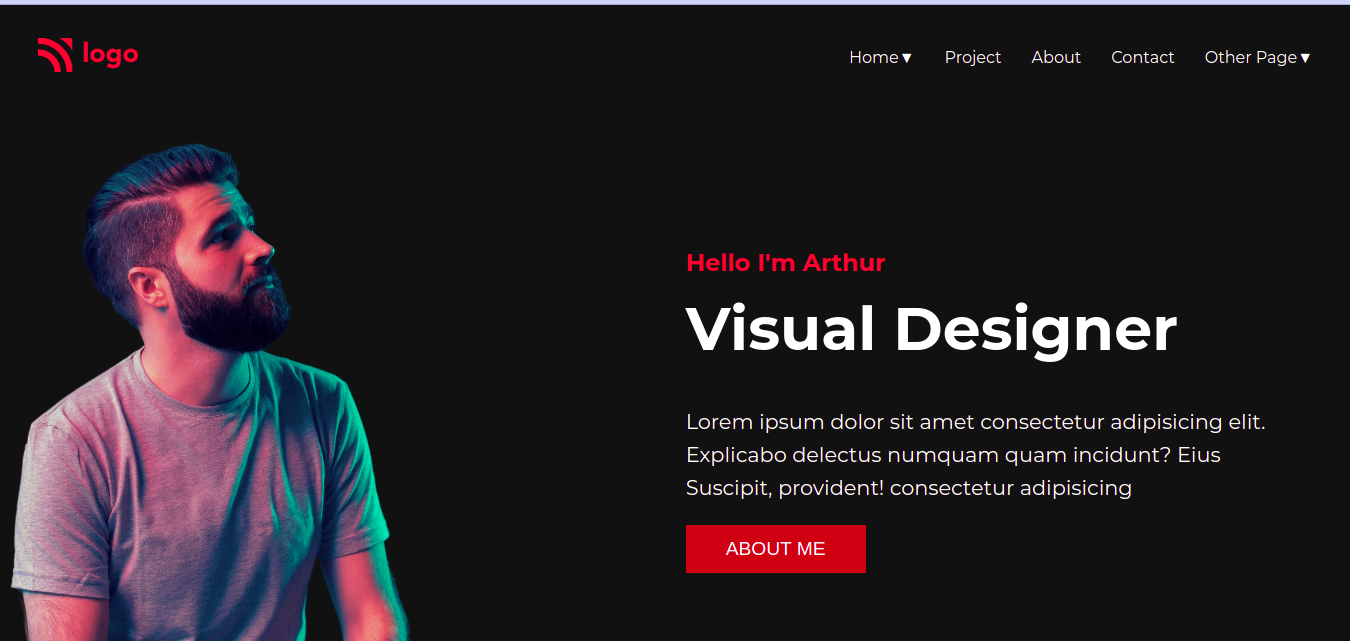 logo
Home ▼ Project About Contact Other Page ▼
Hello I'm Arthur
Visual Designer
Lorem ipsum dolor sit amet consectetur adipisicing elit.
Explicabo delectus numquam quam incidunt? Eius
Suscipit, provident! consectetur adipisicing
ABOUT ME